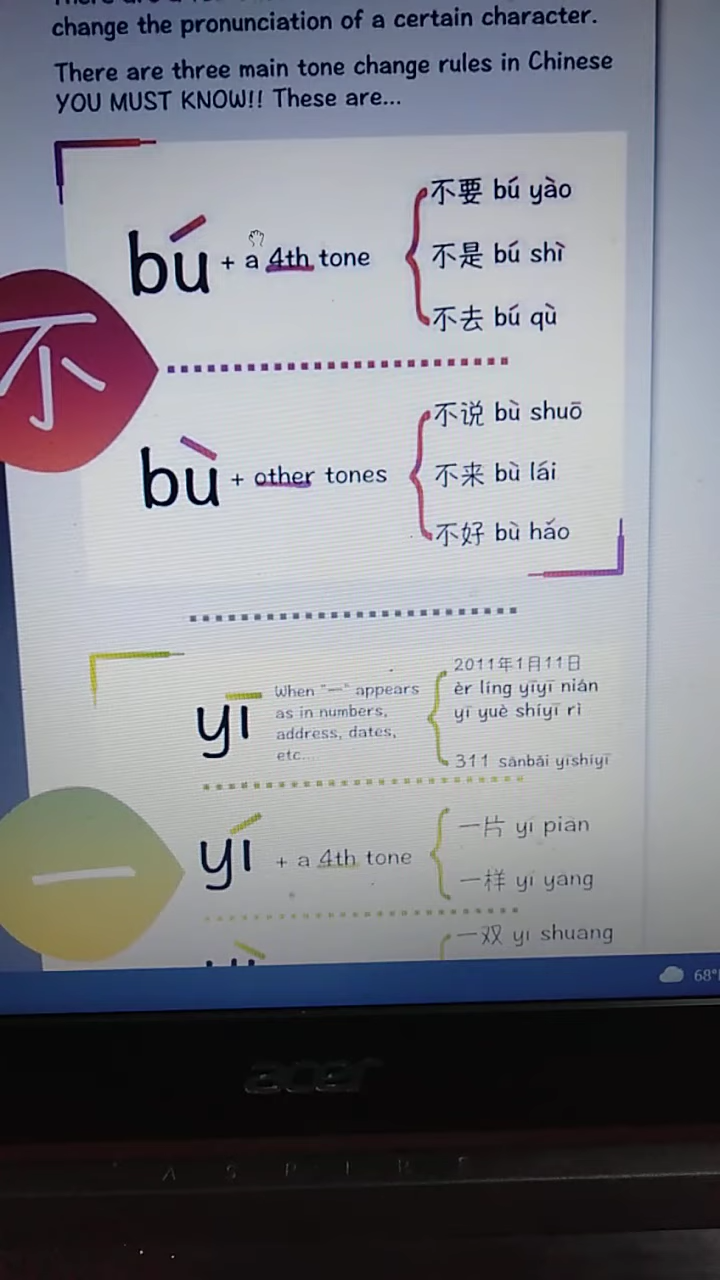 change the pronunciation of a certain character.
There are three main tone change rules in Chinese
YOU MUST KNOW!! These are...
不
bú + a 4th tone
不要 bú yào
不是 bú shì
不去 bú qù
bù + other tones
不说 bù shuō
不来 bù lái
不好 bù hǎo
一
yī
When "一" appears
as in numbers,
address, dates,
etc...
2011年1月11日
èr líng yīyī nián
yī yuè shíyī rì
311 sānbǎi yīshíyī
yí + a 4th tone
一片 yí piàn
一样 yí yàng
一双 yì shuāng
68°
acer
ASPIRE